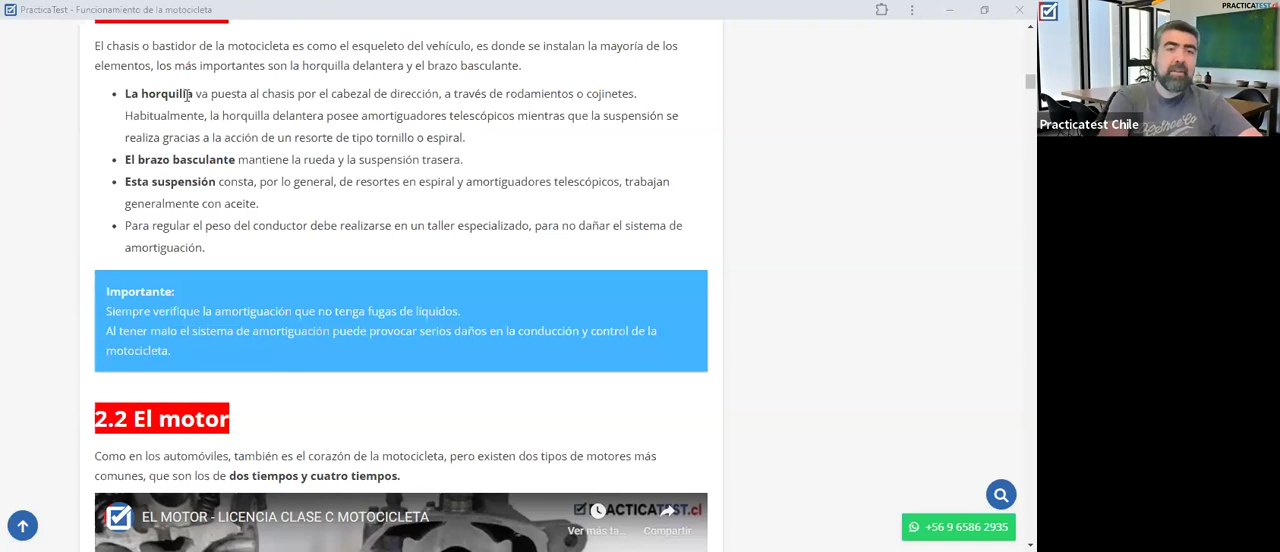 PracticaTest - Funcionamiento de la motocicleta
PRACTICATEST.cl
El chasis o bastidor de la motocicleta es como el esqueleto del vehículo, es donde se instalan la mayoría de los
elementos, los más importantes son la horquilla delantera y el brazo basculante.
• La horquilla va puesta al chasis por el cabezal de dirección, a través de rodamientos o cojinetes.
Habitualmente, la horquilla delantera posee amortiguadores telescópicos mientras que la suspensión se
realiza gracias a la acción de un resorte de tipo tornillo o espiral.
• El brazo basculante mantiene la rueda y la suspensión trasera.
• Esta suspensión consta, por lo general, de resortes en espiral y amortiguadores telescópicos, trabajan
generalmente con aceite.
• Para regular el peso del conductor debe realizarse en un taller especializado, para no dañar el sistema de
amortiguación.
Practicatest Chile
Importante:
Siempre verifique la amortiguación que no tenga fugas de líquidos.
Al tener malo el sistema de amortiguación puede provocar serios daños en la conducción y control de la
motocicleta.
2.2 El motor
Como en los automóviles, también es el corazón de la motocicleta, pero existen dos tipos de motores más
comunes, que son los de dos tiempos y cuatro tiempos.
EL MOTOR - LICENCIA CLASE C MOTOCICLETA
PRACTICATEST.cl
Ver más ta...
Compartir
+56 9 6586 2935